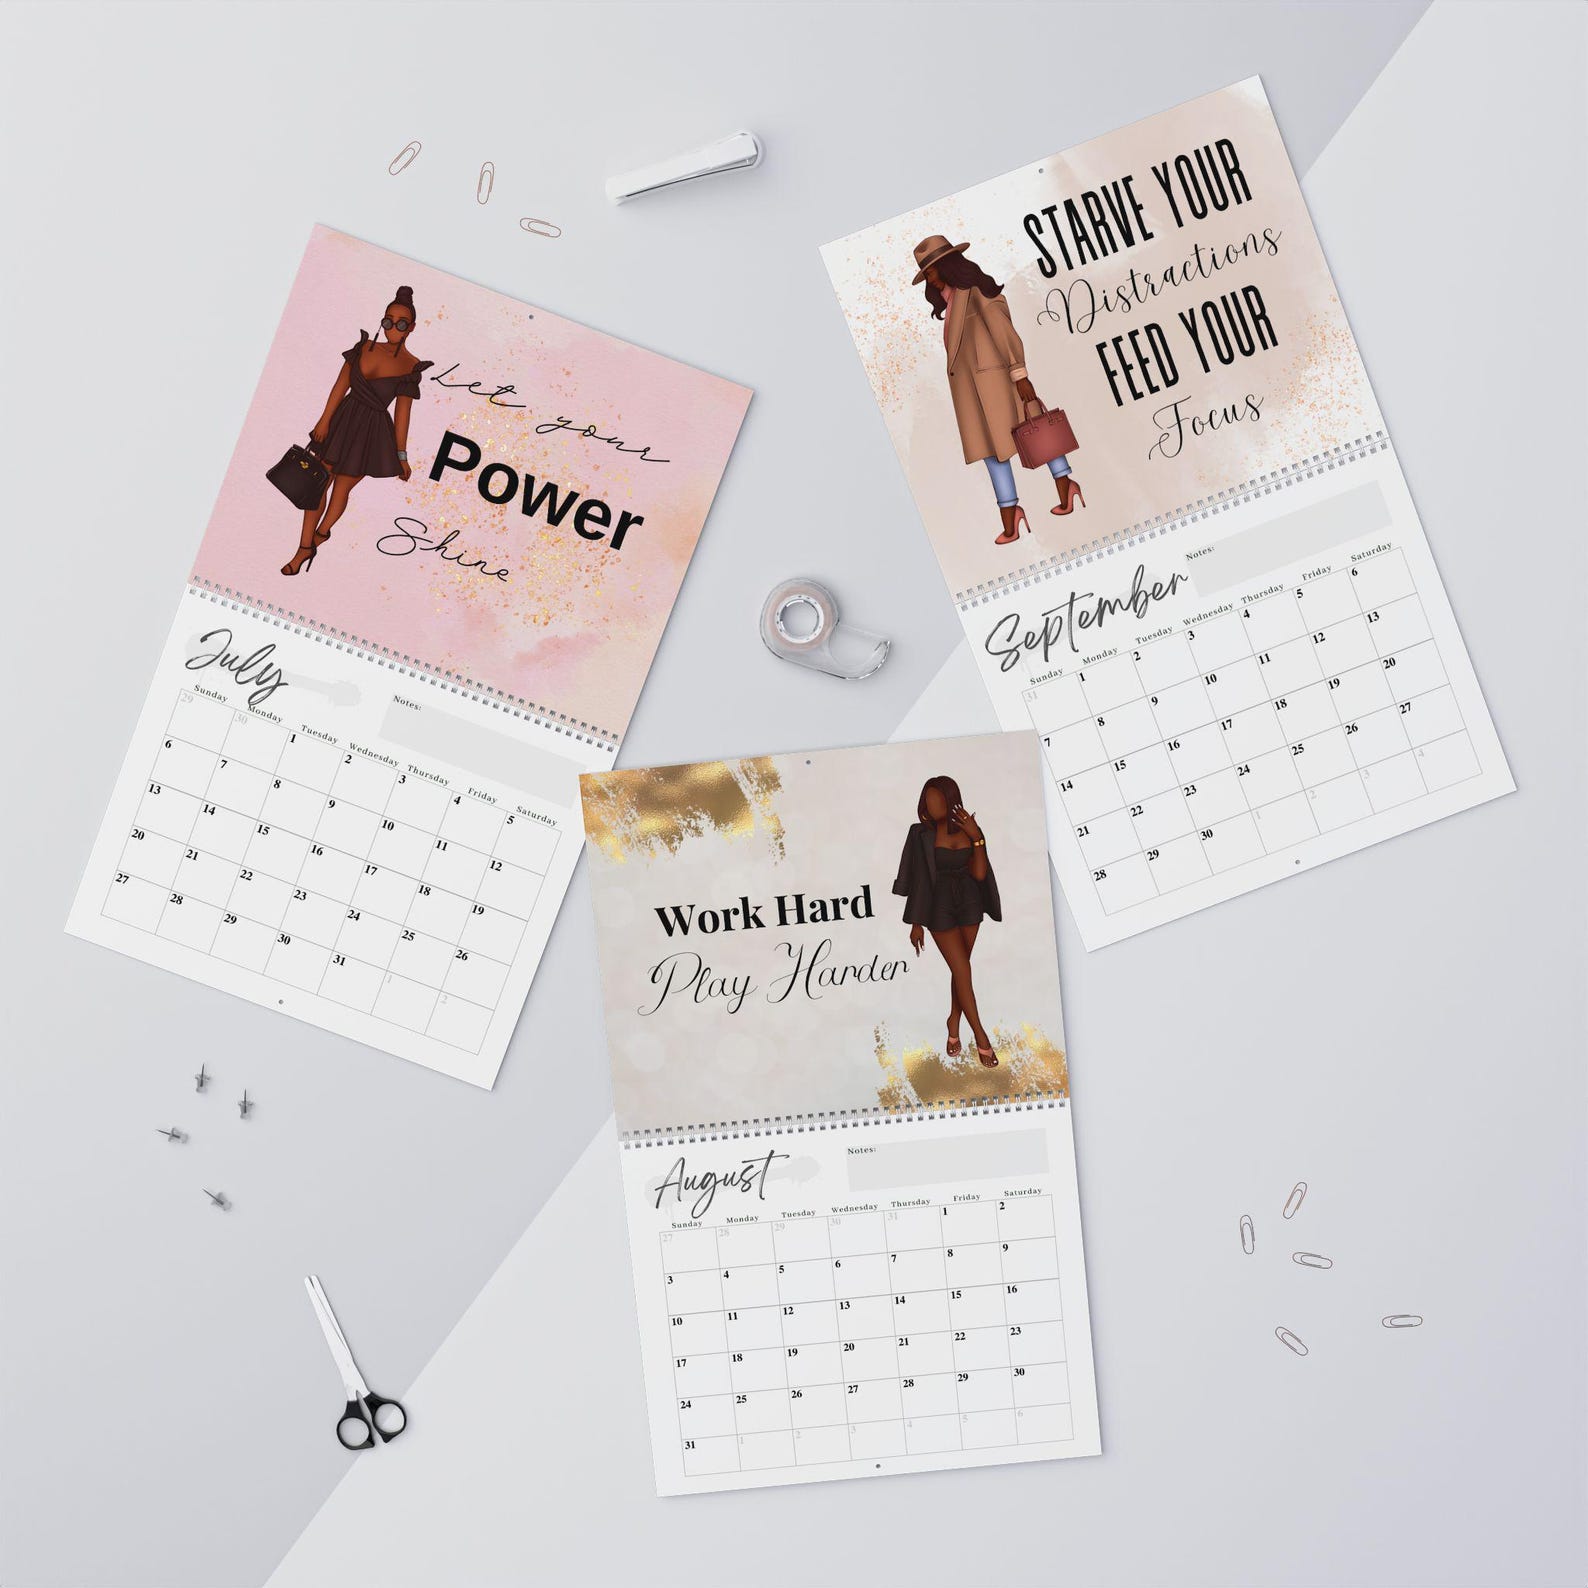 Let your
Power
Shine
July
Notes:
Sunday Monday Tuesday Wednesday Thursday Friday Saturday
29 30 1 2 3 4 5
6 7 8 9 10 11 12
13 14 15 16 17 18 19
20 21 22 23 24 25 26
27 28 29 30 31 1 2
STARVE YOUR
Distractions
FEED YOUR
Focus
September
Notes:
Sunday Monday Tuesday Wednesday Thursday Friday Saturday
31 1 2 3 4 5 6
7 8 9 10 11 12 13
14 15 16 17 18 19 20
21 22 23 24 25 26 27
28 29 30 1 2 3 4
Work Hard
Play Harder
August
Notes:
Sunday Monday Tuesday Wednesday Thursday Friday Saturday
27 28 29 30 31 1 2
3 4 5 6 7 8 9
10 11 12 13 14 15 16
17 18 19 20 21 22 23
24 25 26 27 28 29 30
31 1 2 3 4 5 6